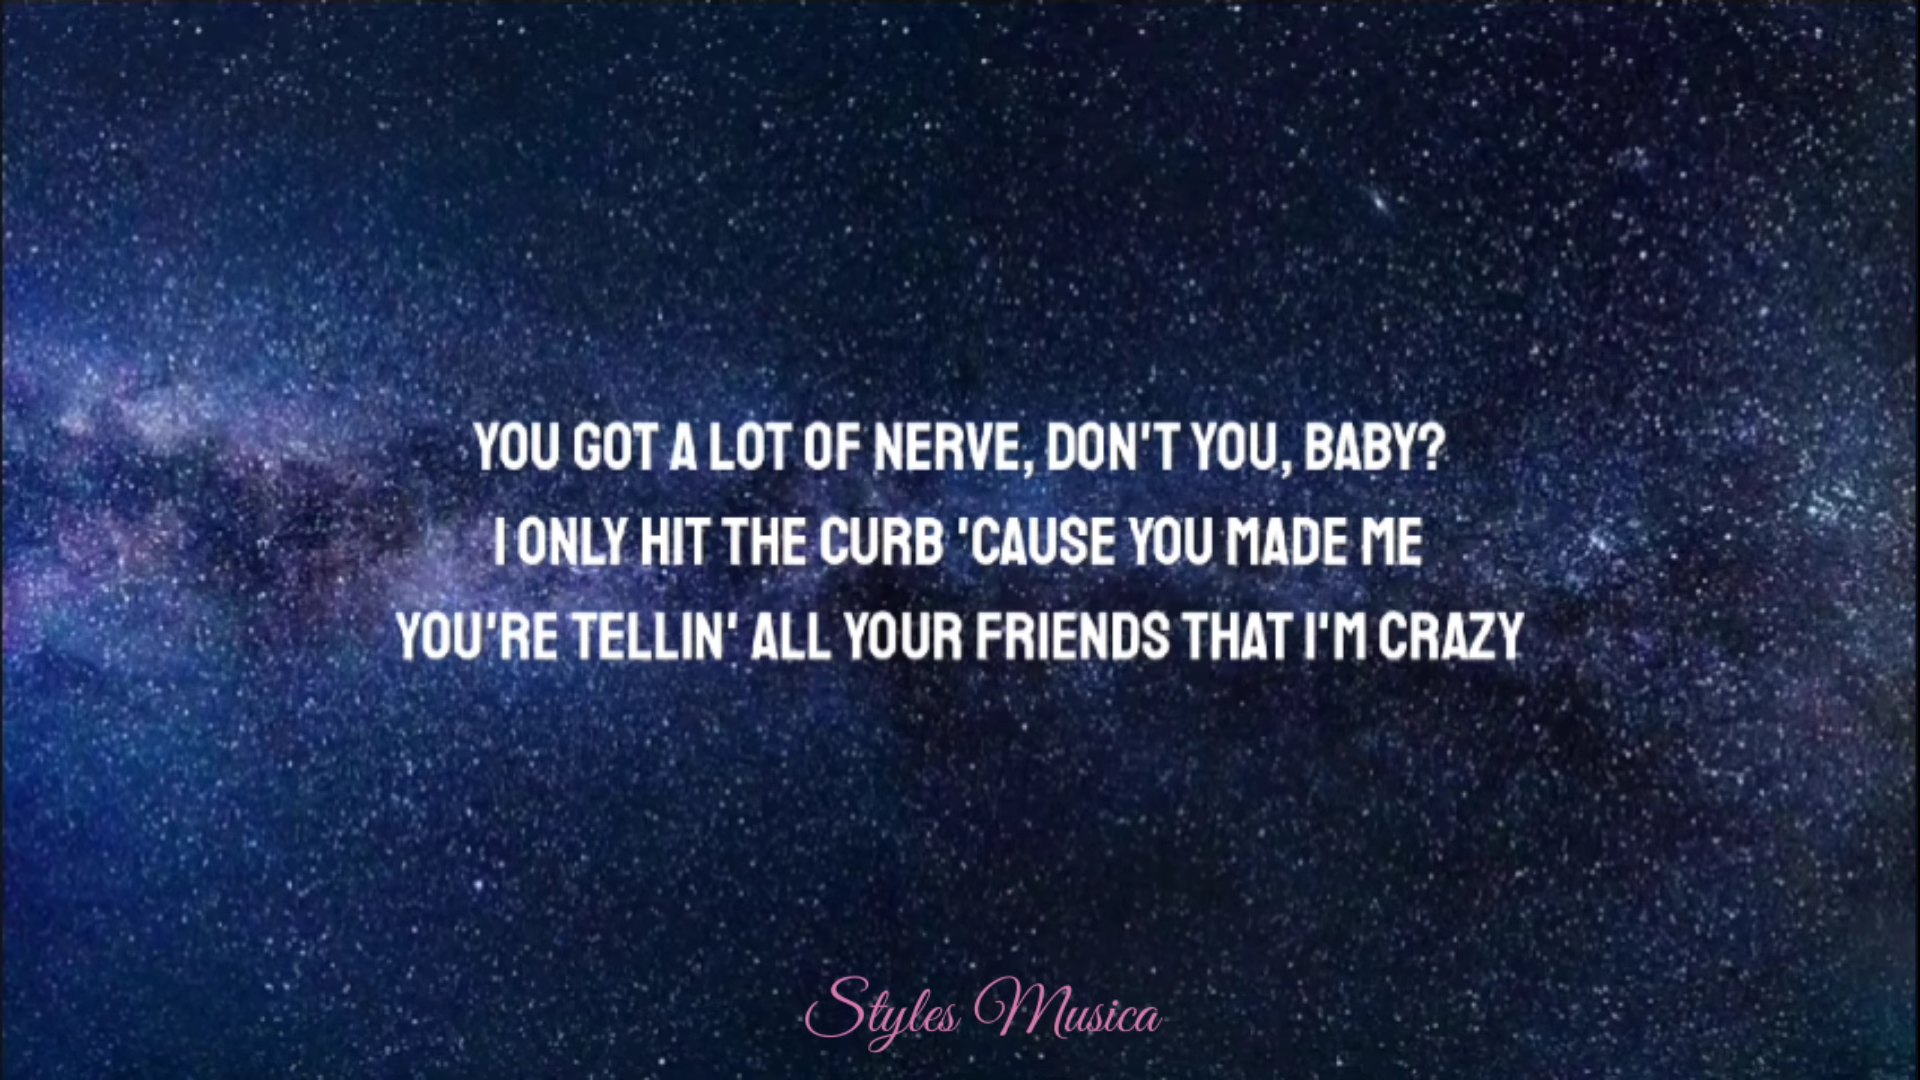 YOU GOT A LOT OF NERVE, DON'T YOU, BABY?
I ONLY HIT THE CURB 'CAUSE YOU MADE ME
YOU'RE TELLIN' ALL YOUR FRIENDS THAT I'M CRAZY
Styles Musica